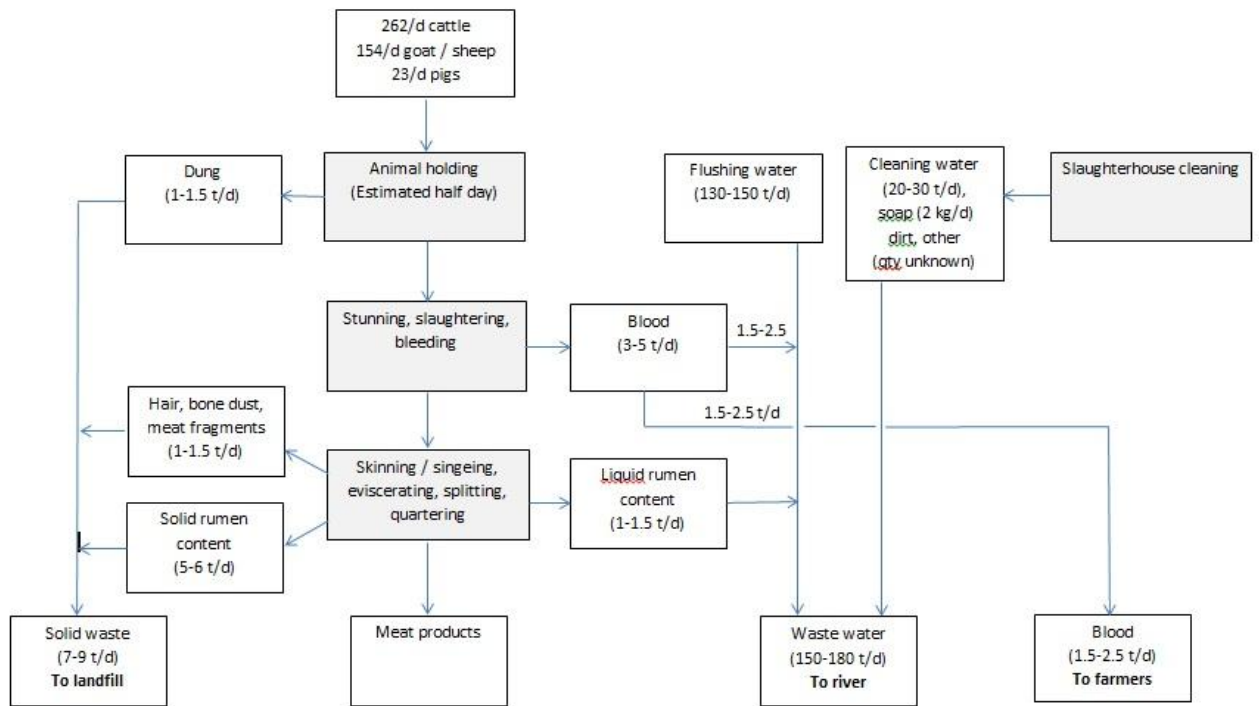 262/d cattle
154/d goat / sheep
23/d pigs
Dung
(1-1.5 t/d)
Animal holding
(Estimated half day)
Flushing water
(130-150 t/d)
Cleaning water
(20-30 t/d),
soap (2 kg/d)
dirt, other
(qty unknown)
Slaughterhouse cleaning
Stunning, slaughtering,
bleeding
Blood
(3-5 t/d)
1.5-2.5
1.5-2.5 t/d
Hair, bone dust,
meat fragments
(1-1.5 t/d)
Skinning / singeing,
eviscerating, splitting,
quartering
Liquid rumen
content
(1-1.5 t/d)
Solid rumen
content
(5-6 t/d)
Solid waste
(7-9 t/d)
To landfill
Meat products
Waste water
(150-180 t/d)
To river
Blood
(1.5-2.5 t/d)
To farmers